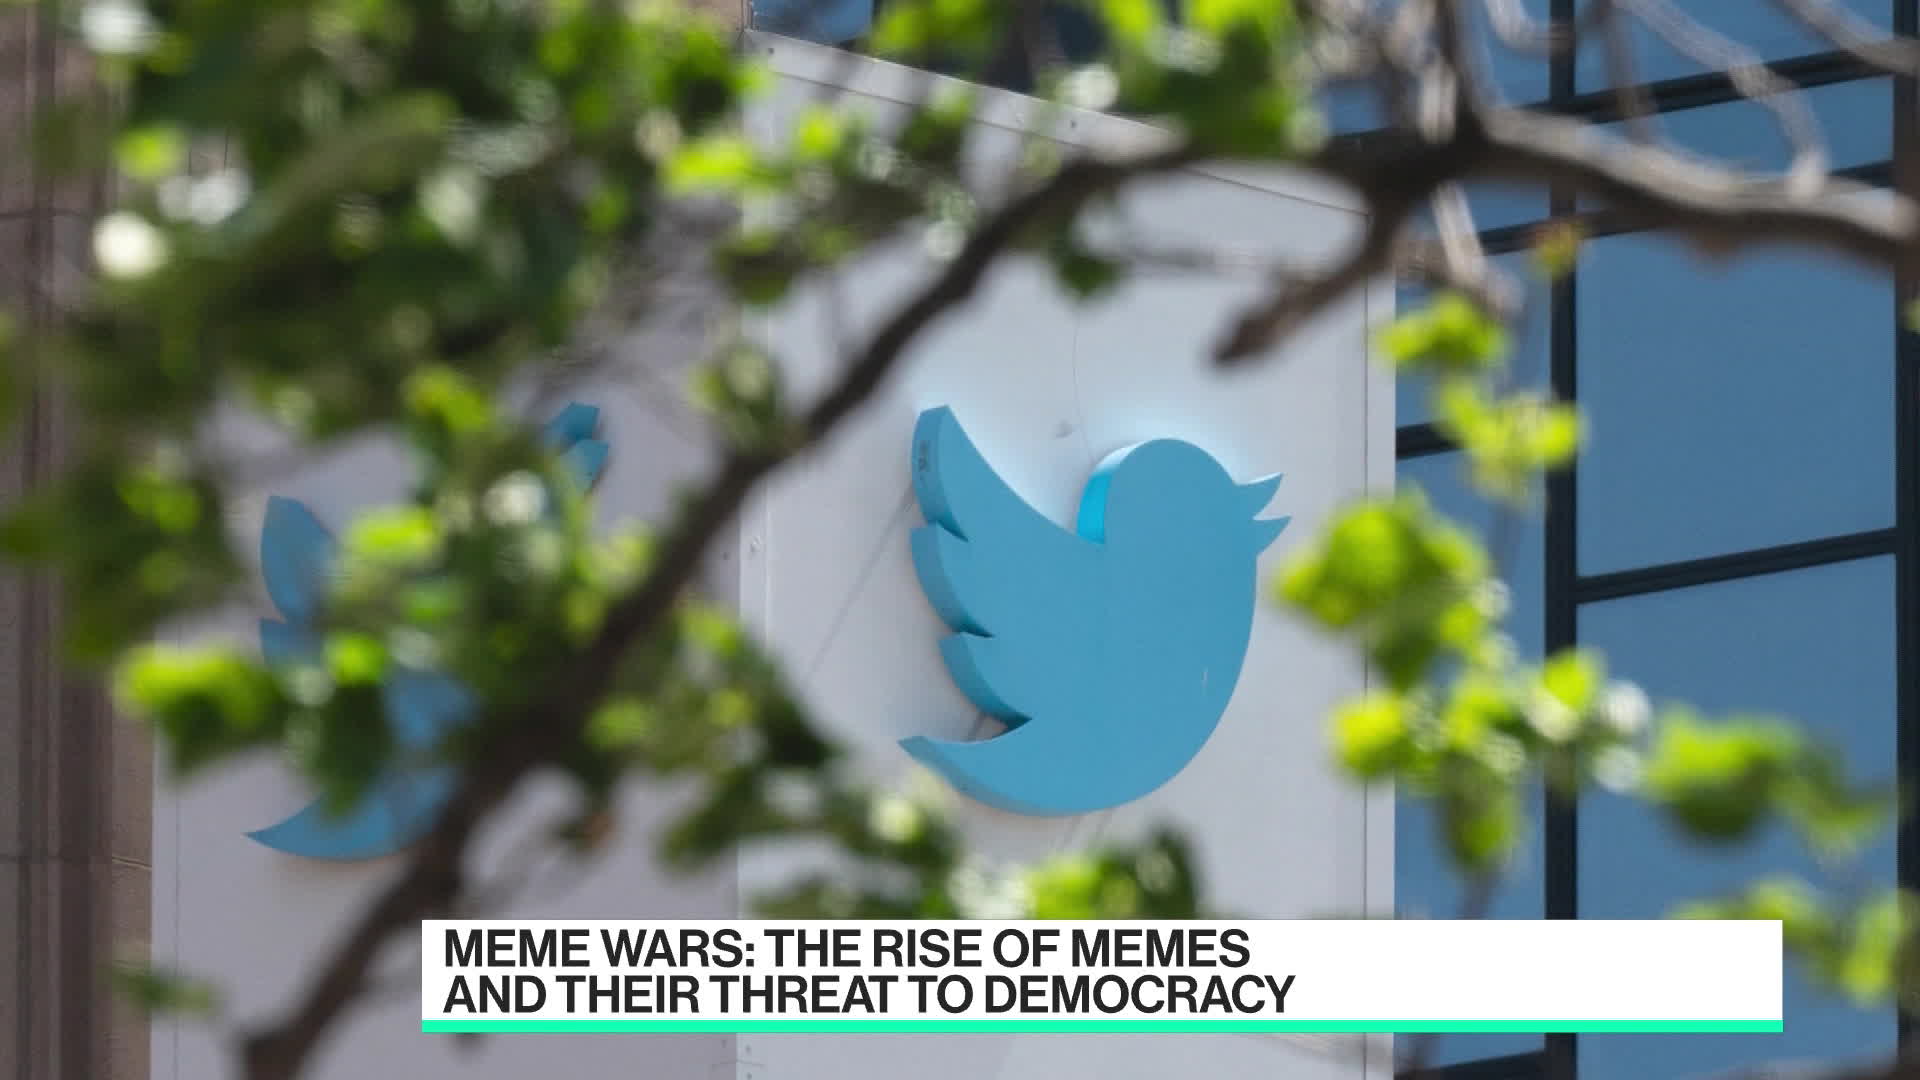 MEME WARS: THE RISE OF MEMES
AND THEIR THREAT TO DEMOCRACY